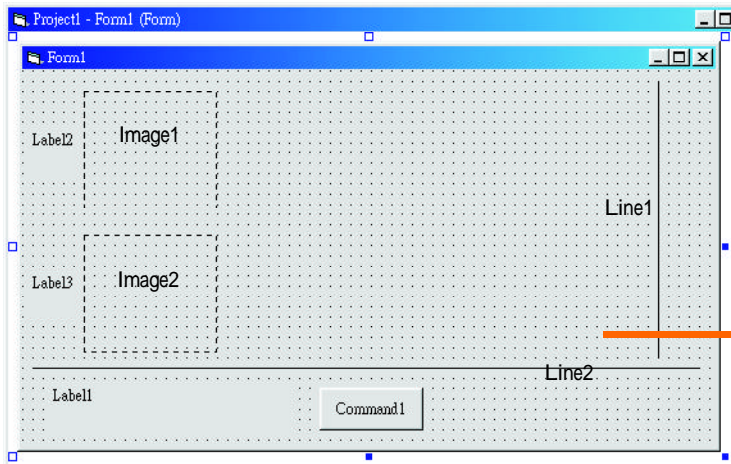 Project1 - Form1 (Form)
Form1
Label2
Image1
Line1
Label3
Image2
Line2
Label1
Command1